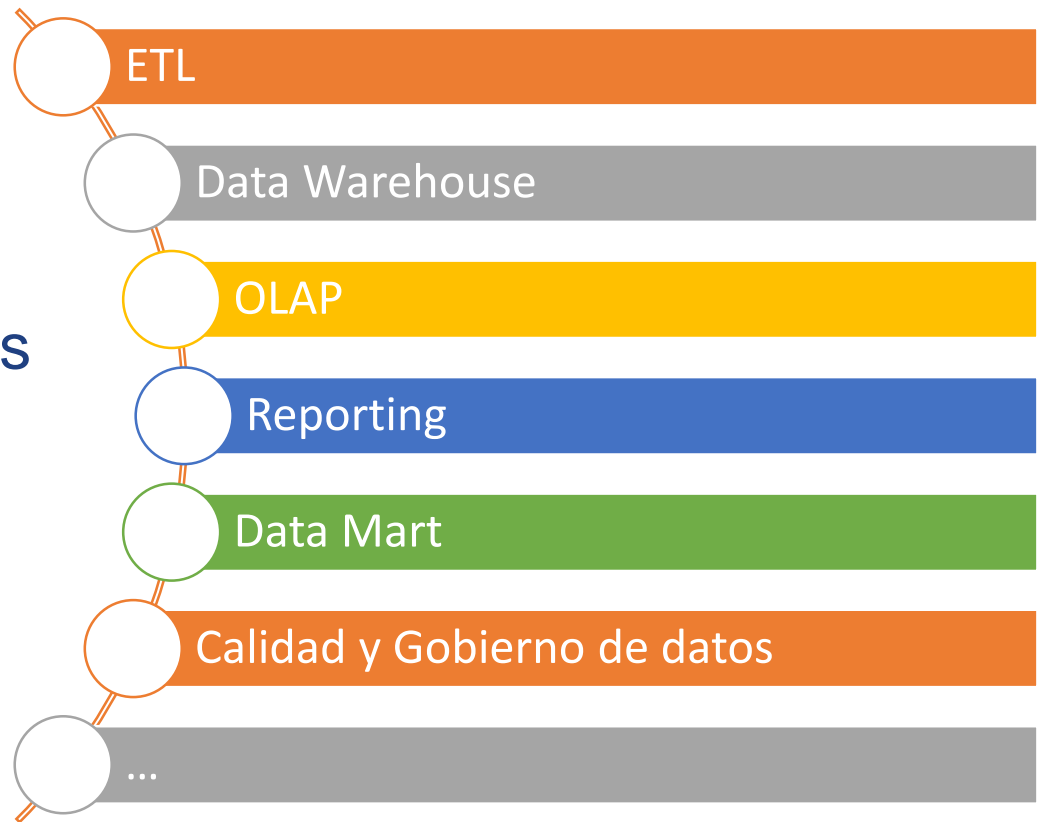 ETL
Data Warehouse
OLAP
s
Reporting
Data Mart
Calidad y Gobierno de datos
...